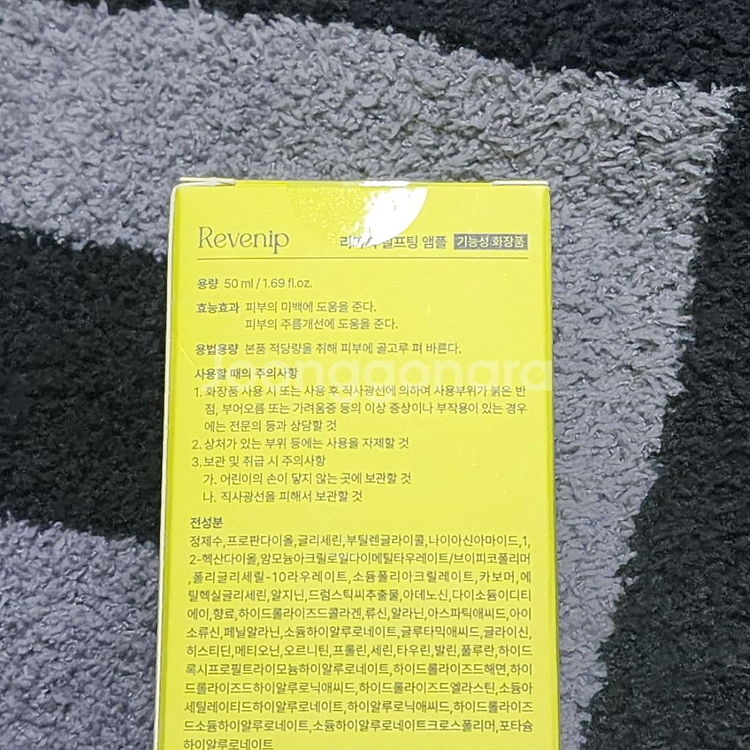 Revenip
필프팅 앰플 기능성 화장품
용량 50 ml / 1.69 fl.oz.
효능효과 피부의 미백에 도움을 준다.
피부의 주름개선에 도움을 준다.
용법용량 본품 적당량을 취해 피부에 골고루 펴 바른다.
사용할 때의 주의사항
1. 화장품 사용 시 또는 사용 후 직사광선에 의하여 사용부위가 붉은 반
점, 부어오름 또는 가려움증 등의 이상 증상이나 부작용이 있는 경우
에는 전문의 등과 상담할 것
2. 상처가 있는 부위 등에는 사용을 자제할 것
3. 보관 및 취급 시 주의사항
가. 어린이의 손이 닿지 않는 곳에 보관할 것
나. 직사광선을 피해서 보관할 것
전성분
정제수,프로판다이올,글리세린,부틸렌글라이콜,나이아신아마이드,1,
2-헥산다이올,암모늄아크릴로일다이메틸타우레이트/브이피코폴리머
,폴리글리세릴-10라우레이트,소듐폴리아크릴레이트,카보머,에
틸헥실글리세린,알지닌,드럼스틱씨추출물,아데노신,다이소듐이디티
에이,향료,하이드롤라이즈드콜라겐,류신,알라닌,아스파틱애씨드,아이
소류신,페닐알라닌,소듐하이알루로네이트,글루타믹애씨드,글라이신,
히스티딘,메티오닌,오르니틴,프롤린,세린,타우린,발린,풀루란,하이드
록시프로필트라이모늄하이알루로네이트,하이드롤라이즈드해면,하이
드롤라이즈드하이알루로닉애씨드,하이드롤라이즈드엘라스틴,소듐아
세틸레이티드하이알루로네이트,하이알루로닉애씨드,하이드롤라이즈
드소듐하이알루로네이트,소듐하이알루로네이트크로스폴리머,포타슘
하이알루로네이트
Joonggonara